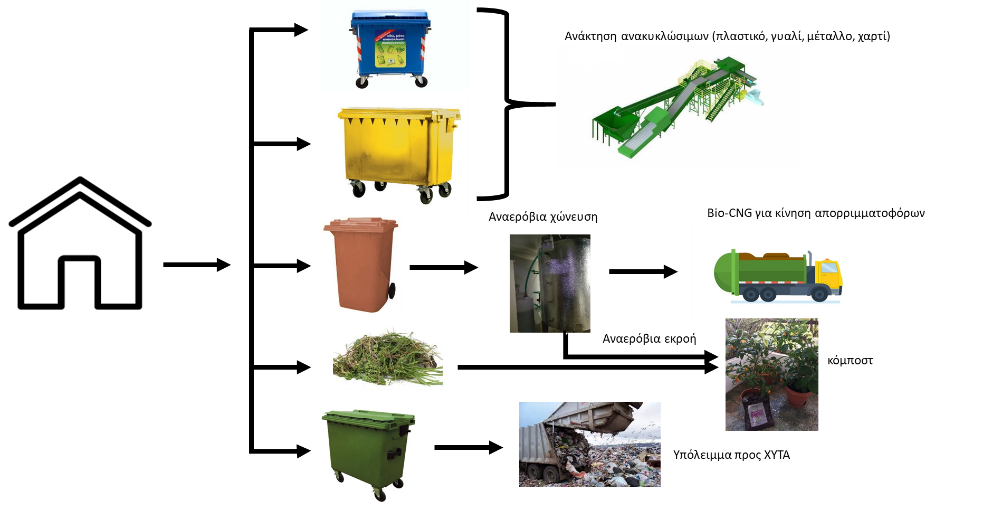 Ανάκτηση ανακυκλώσιμων (πλαστικό, γυαλί, μέταλλο, χαρτί)
Αναερόβια χώνευση
Bio-CNG για κίνηση απορριμματοφόρων
Αναερόβια εκροή
κόμποστ
Υπόλειμμα προς ΧΥΤΑ